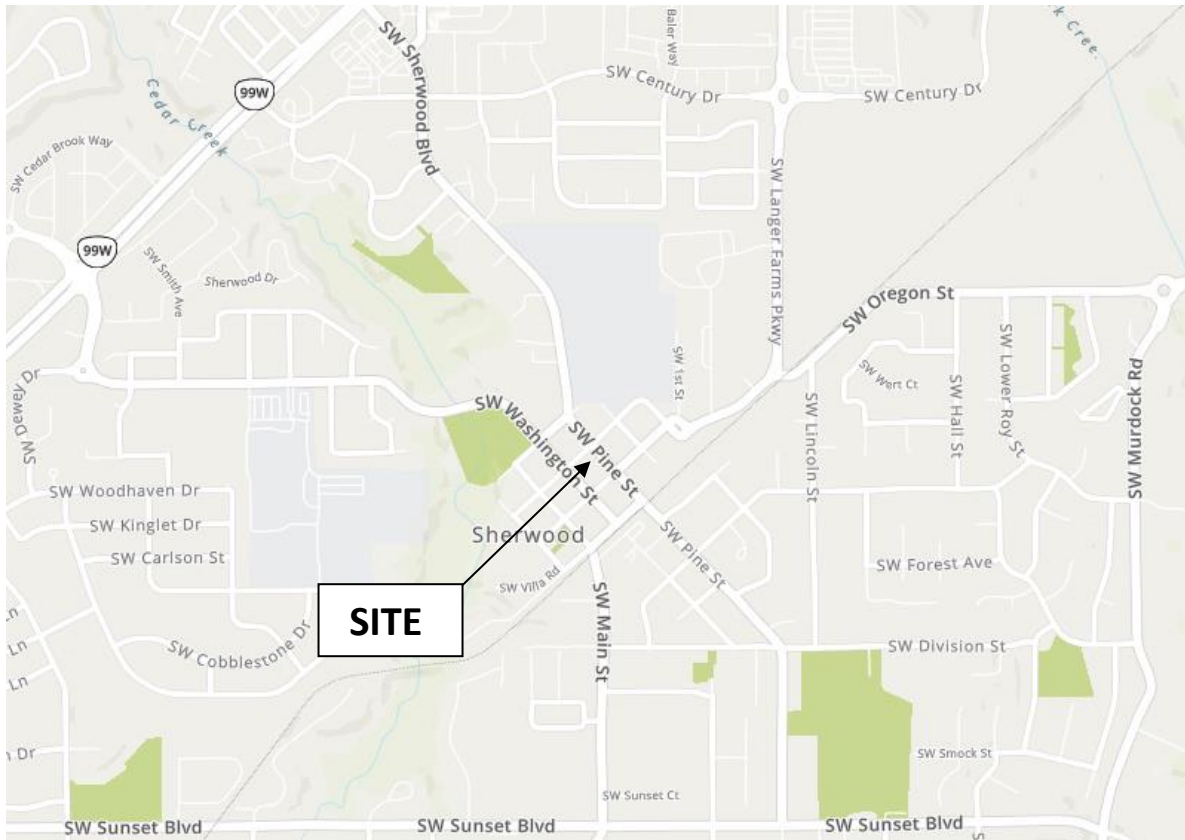 SW Sherwood Blvd
Baler Way
k Cree.
Cedar Creek
99W
SW Century Dr
SW Century Dr
SW Cedar Brook Way
99W
SW Smith Ave
Sherwood Dr
SW Langer Farms Pkwy
SW Oregon St
SW 1st St
SW Dewey Dr
SW Wert Ct
SW Hall St
SW Lower Roy St
SW Murdock Rd
SW Lincoln St
SW Washington St
SW Pine St
SW Woodhaven Dr
SW Kinglet Dr
SW Carlson St
Sherwood
SW Pine St
SW Forest Ave
SW Villa Rd
SITE
SW Main St
Ln
Ln
Ln
SW Cobblestone Dr
SW Division St
n Dr
SW Smock St
SW Sunset Ct
SW Sunset Blvd
SW Sunset Blvd
SW Sunset Blvd
S